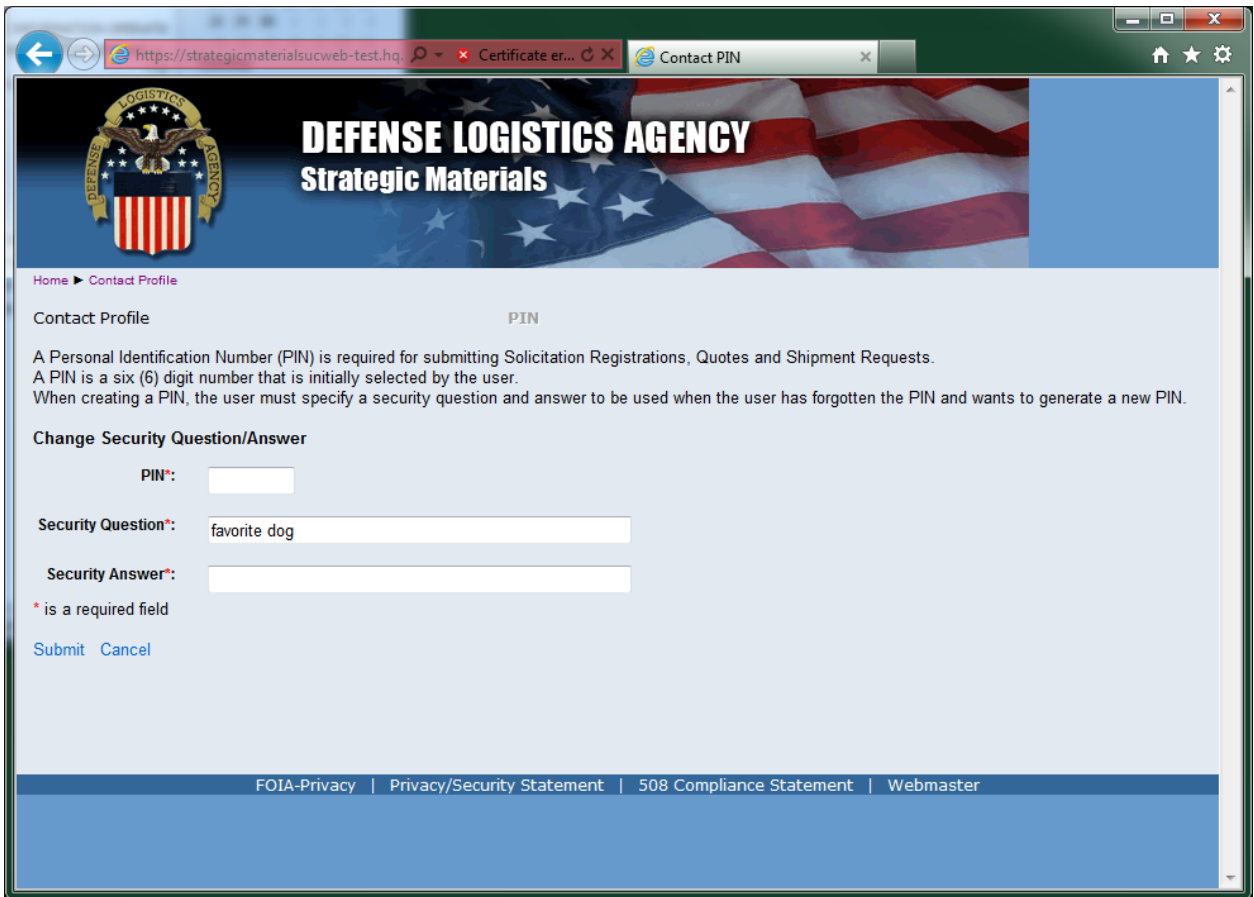 https://strategicmaterialsucweb-test.hq. Certificate er... Contact PIN
DEFENSE LOGISTICS AGENCY
DEFENSE LOGISTICS AGENCY
Strategic Materials
Home ► Contact Profile
Contact Profile PIN
A Personal Identification Number (PIN) is required for submitting Solicitation Registrations, Quotes and Shipment Requests.
A PIN is a six (6) digit number that is initially selected by the user.
When creating a PIN, the user must specify a security question and answer to be used when the user has forgotten the PIN and wants to generate a new PIN.
Change Security Question/Answer
PIN*:
Security Question*: favorite dog
Security Answer*:
* is a required field
Submit Cancel
FOIA-Privacy | Privacy/Security Statement | 508 Compliance Statement | Webmaster